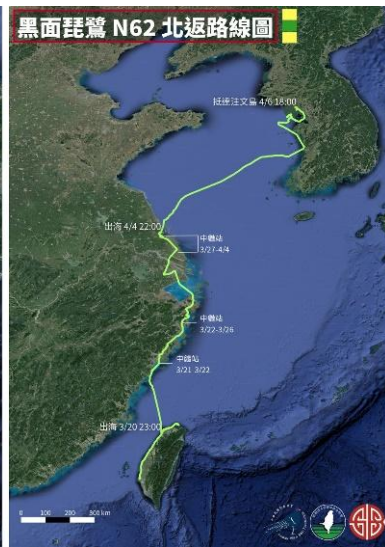 黑面琵鷺 N62 北返路線圖
抵達注文島 4/6 18:00
出海 4/4 22:00
中繼站
3/27-4/4
中繼站
3/22-3/26
中繼站
3/21 3/22
出海 3/20 23:00
0 100 200 300 km